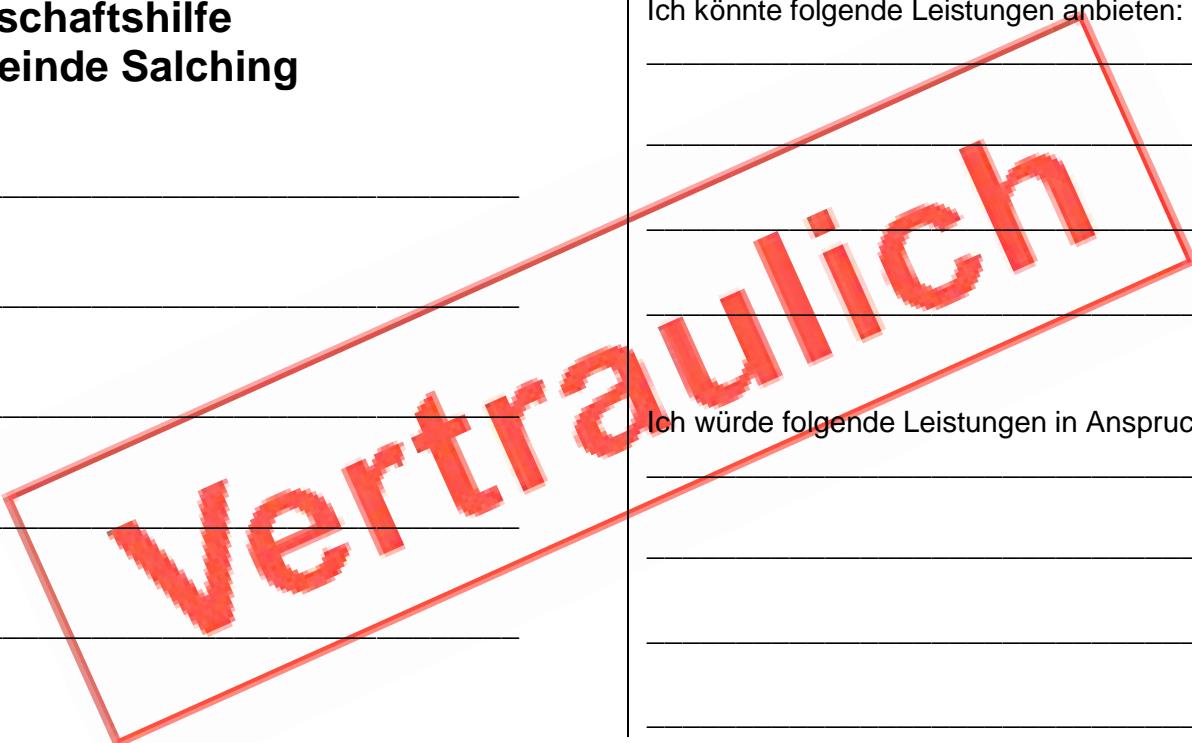 schaftshilfe
einde Salching
Ich könnte folgende Leistungen anbieten:
Ich würde folgende Leistungen in Anspruc
Vertraulich